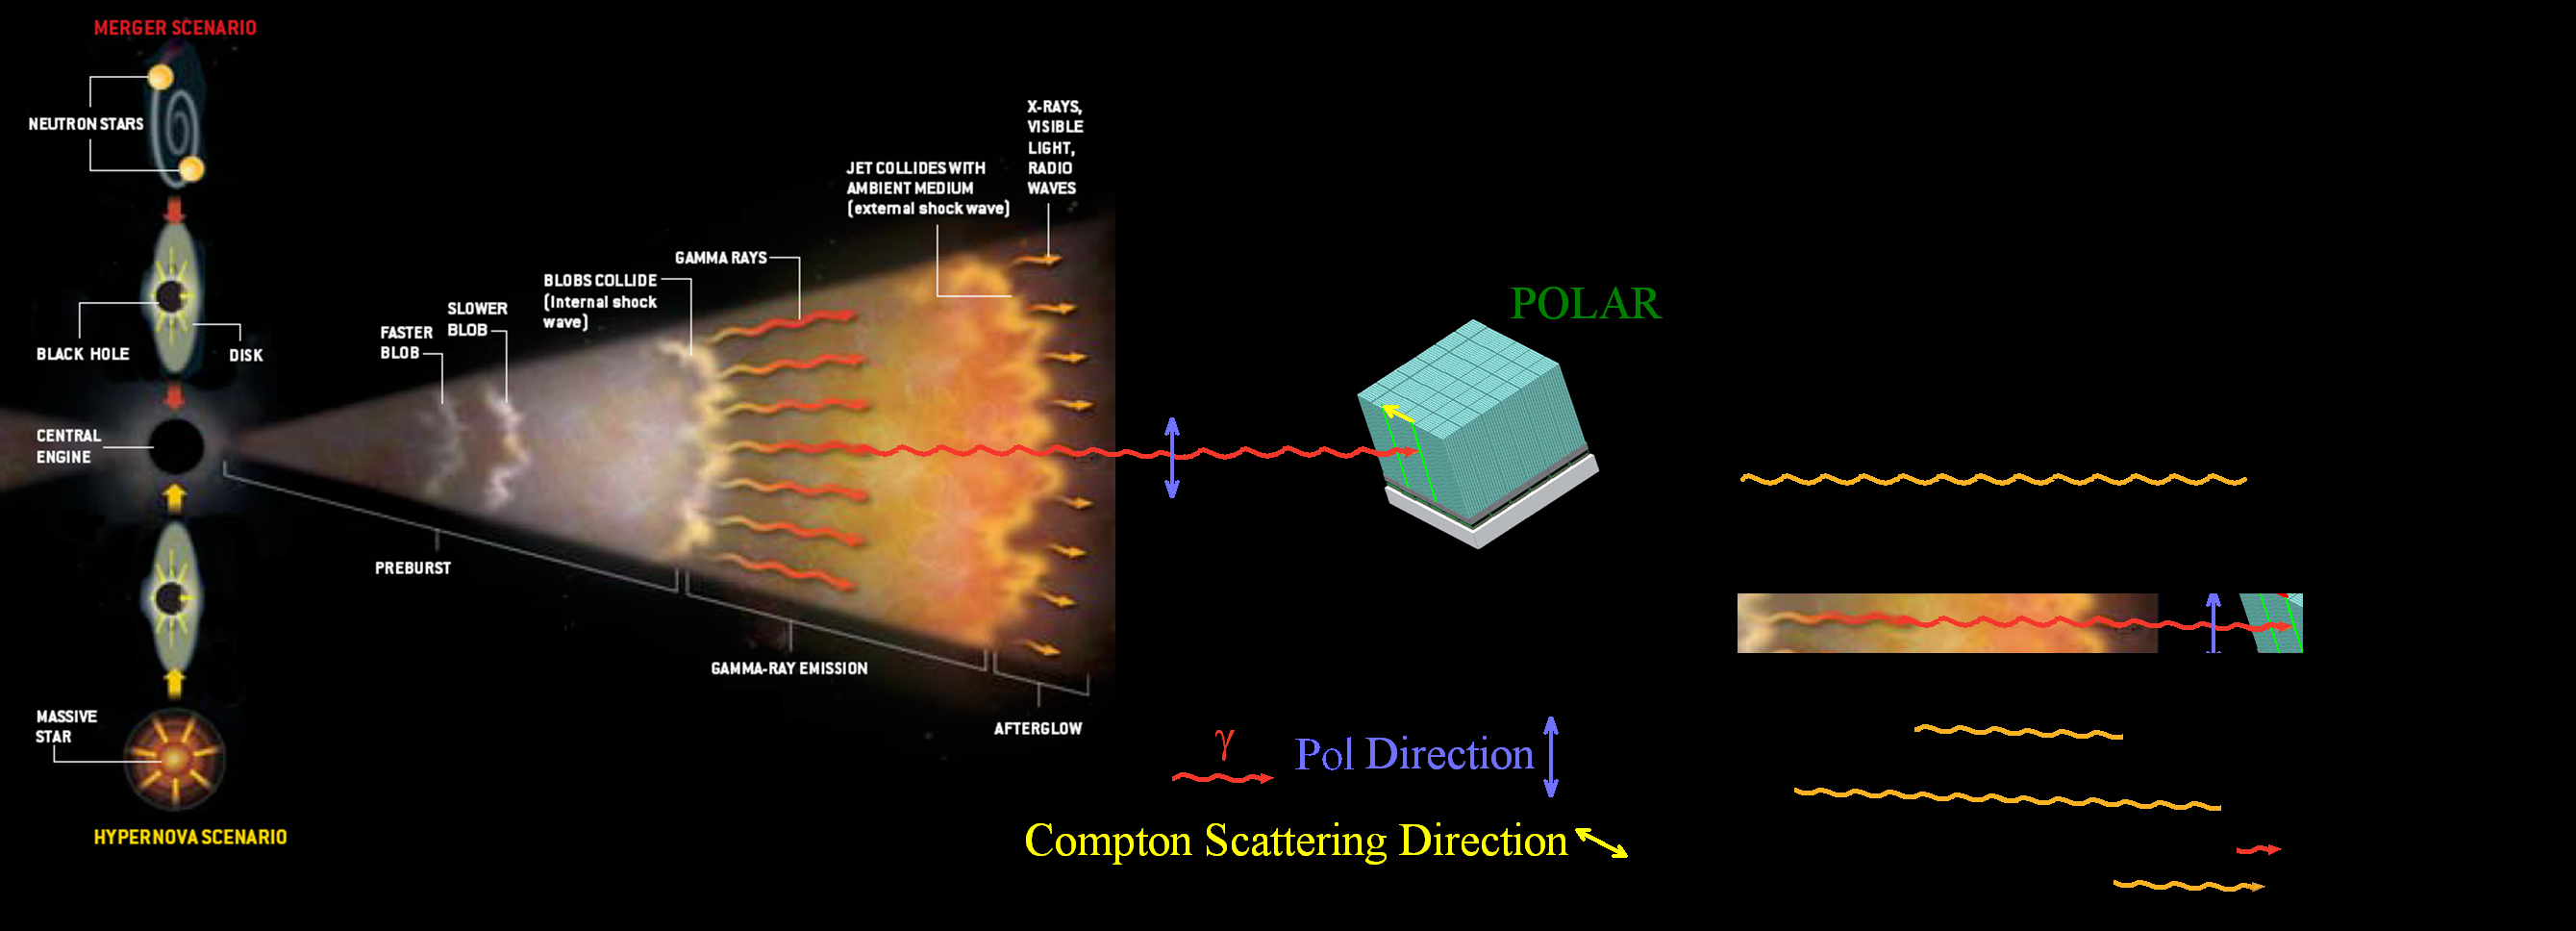 MERGER SCENARIO
NEUTRON STARS
BLACK HOLE
DISK
CENTRAL
ENGINE
MASSIVE
STAR
HYPERNOVA SCENARIO
FASTER
BLOB
SLOWER
BLOB
PREBURST
BLOBS COLLIDE
(Internal shock
wave)
GAMMA RAYS
GAMMA-RAY EMISSION
JET COLLIDES WITH
AMBIENT MEDIUM
(external shock wave)
X-RAYS,
VISIBLE
LIGHT,
RADIO
WAVES
AFTERGLOW
POLAR
γ
Pol Direction
Compton Scattering Direction